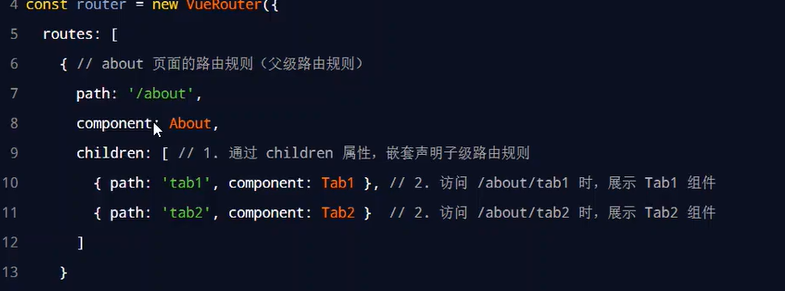 4 const router = new VueRouter({
5 routes: [
6 { // about 页面的路由规则（父级路由规则）
7 path: '/about',
8 component: About,
9 children: [ // 1. 通过 children 属性，嵌套声明子级路由规则
10 { path: 'tab1', component: Tab1 }, // 2. 访问 /about/tab1 时，展示 Tab1 组件
11 { path: 'tab2', component: Tab2 } // 2. 访问 /about/tab2 时，展示 Tab2 组件
12 ]
13 }